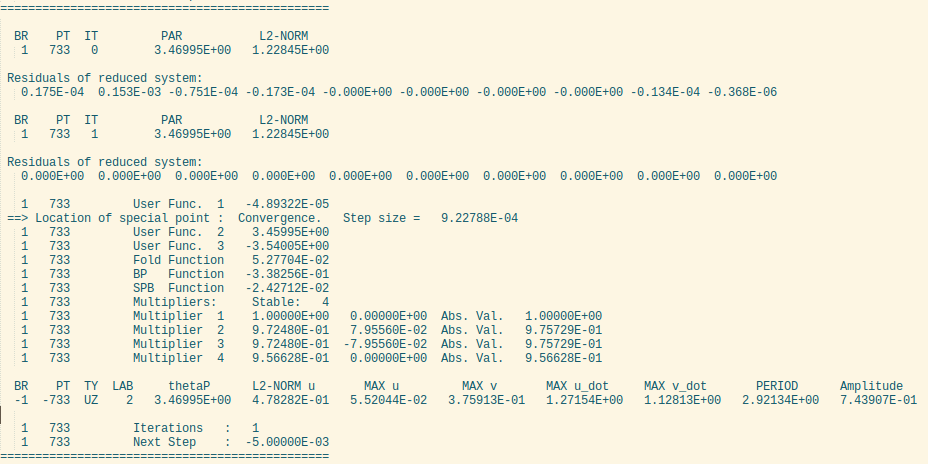 ===============================================
BR    PT  IT         PAR           L2-NORM
1   733   0        3.46995E+00   1.22845E+00
Residuals of reduced system:
0.175E-04  0.153E-03 -0.751E-04 -0.173E-04 -0.000E+00 -0.000E+00 -0.000E+00 -0.000E+00 -0.134E-04 -0.368E-06
BR    PT  IT         PAR           L2-NORM
1   733   1        3.46995E+00   1.22845E+00
Residuals of reduced system:
0.000E+00  0.000E+00  0.000E+00  0.000E+00  0.000E+00  0.000E+00  0.000E+00  0.000E+00  0.000E+00  0.000E+00
1   733         User Func.  1   -4.89322E-05
==> Location of special point :  Convergence.   Step size =   9.22788E-04
1   733         User Func.  2    3.45995E+00
1   733         User Func.  3   -3.54005E+00
1   733         Fold Function    5.27704E-02
1   733         BP   Function   -3.38256E-01
1   733         SPB  Function   -2.42712E-02
1   733         Multipliers:     Stable:   4
1   733         Multiplier  1    1.00000E+00   0.00000E+00  Abs. Val.   1.00000E+00
1   733         Multiplier  2    9.72480E-01   7.95560E-02  Abs. Val.   9.75729E-01
1   733         Multiplier  3    9.72480E-01  -7.95560E-02  Abs. Val.   9.75729E-01
1   733         Multiplier  4    9.56628E-01   0.00000E+00  Abs. Val.   9.56628E-01
BR    PT  TY  LAB     thetaP      L2-NORM u       MAX u         MAX v       MAX u_dot     MAX v_dot       PERIOD      Amplitude
-1  -733  UZ    2   3.46995E+00   4.78282E-01   5.52044E-02   3.75913E-01   1.27154E+00   1.12813E+00   2.92134E+00   7.43907E-01
1   733         Iterations   :   1
1   733         Next Step    :  -5.00000E-03
===============================================